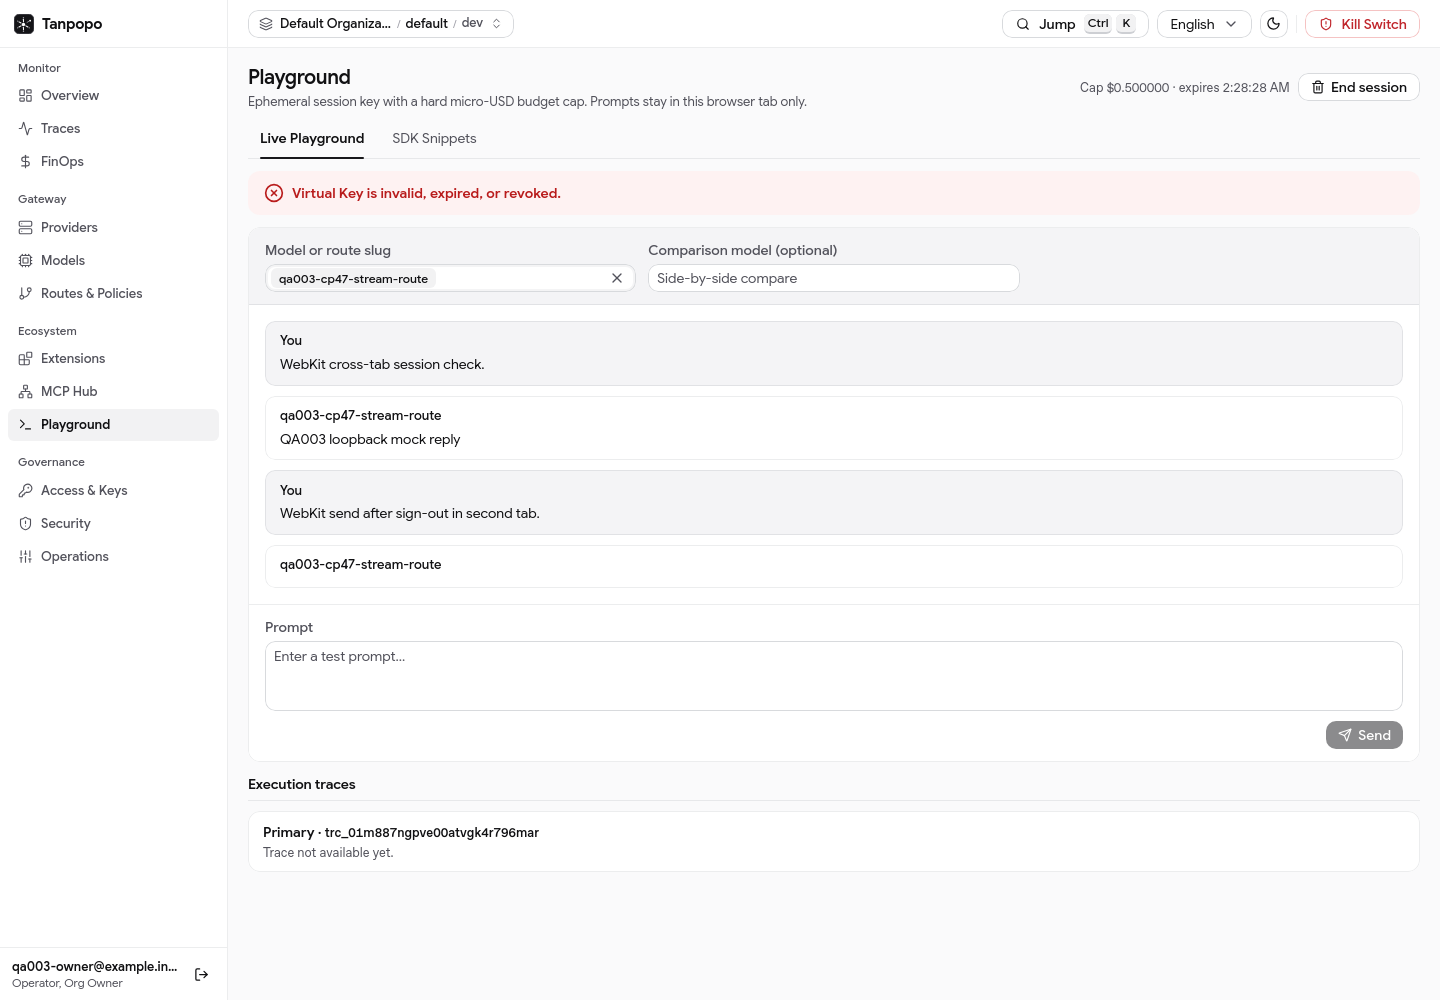 Tanpopo
Default Organiza... / default / dev
Jump Ctrl K
English
Kill Switch
Monitor
Overview
Traces
FinOps
Gateway
Providers
Models
Routes & Policies
Ecosystem
Extensions
MCP Hub
Playground
Governance
Access & Keys
Security
Operations
qa003-owner@example.in...
Operator, Org Owner
Playground
Ephemeral session key with a hard micro-USD budget cap. Prompts stay in this browser tab only.
Cap $0.500000 · expires 2:28:28 AM
End session
Live Playground
SDK Snippets
Virtual Key is invalid, expired, or revoked.
Model or route slug
qa003-cp47-stream-route
Comparison model (optional)
Side-by-side compare
You
WebKit cross-tab session check.
qa003-cp47-stream-route
QA003 loopback mock reply
You
WebKit send after sign-out in second tab.
qa003-cp47-stream-route
Prompt
Enter a test prompt...
Send
Execution traces
Primary · trc_01m887ngpve00atvgk4r796mar
Trace not available yet.